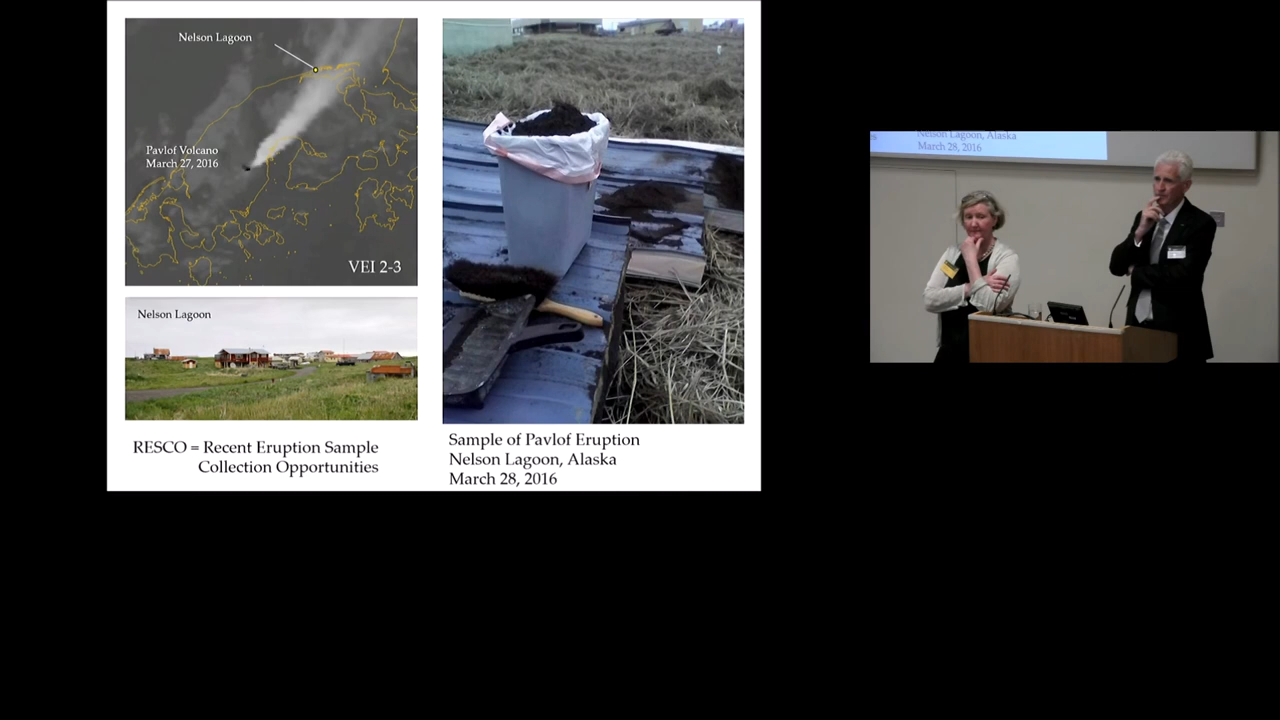 Nelson Lagoon
Pavlof Volcano
March 27, 2016
VEI 2-3
Nelson Lagoon
RESCO = Recent Eruption Sample
Collection Opportunities
Sample of Pavlof Eruption
Nelson Lagoon, Alaska
March 28, 2016
Nelson Lagoon, Alaska
March 28, 2016